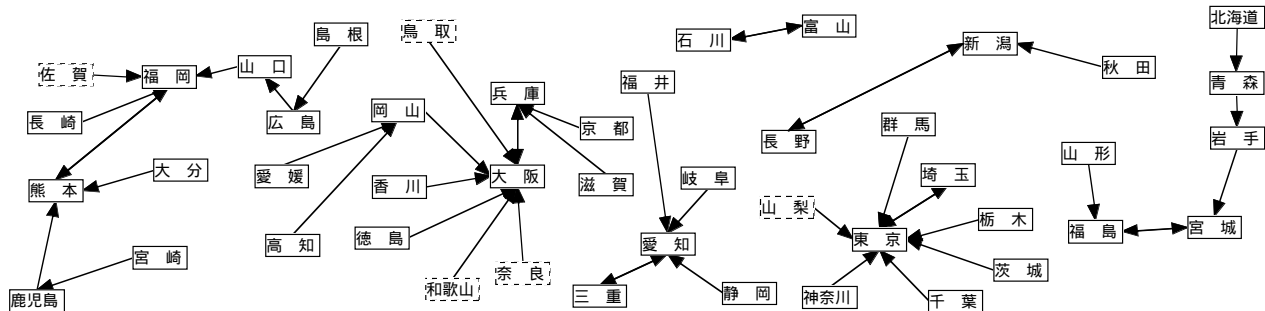 北海道
石　川
富　山
島　根
鳥　取
新　潟
佐　賀
福　岡
山　口
福　井
秋　田
青　森
兵　庫
岡　山
長　崎
広　島
京　都
群　馬
長　野
岩　手
山　形
大　分
熊　本
愛　媛
香　川
大　阪
滋　賀
岐　阜
埼　玉
山　梨
栃　木
高　知
徳　島
愛　知
東　京
福　島
宮　城
宮　崎
奈　良
茨　城
鹿児島
和歌山
三　重
静　岡
神奈川
千　葉